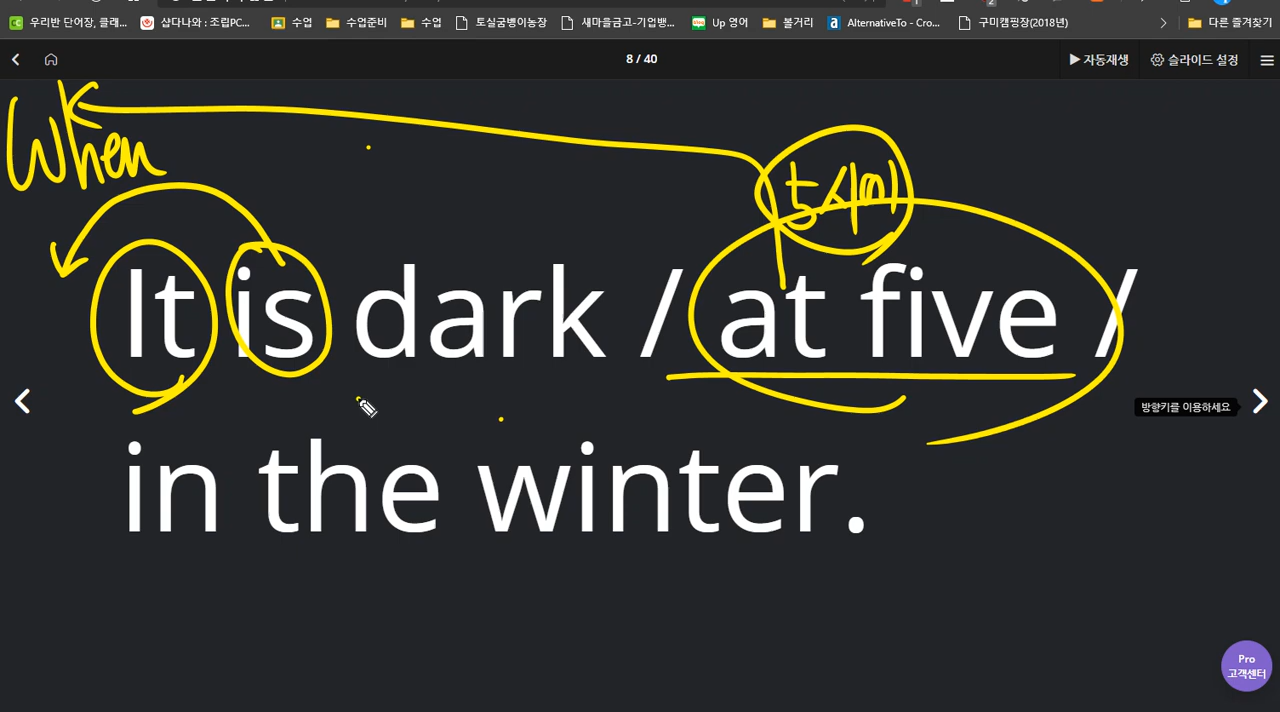 우리반 단어장, 클래...
샵다나와 : 조립PC...
수업
수업준비
수업
토실굼벵이농장
새마을금고-기업뱅...
Up 영어
볼거리
AlternativeTo - Cro...
구미캠핑장(2018년)
다른 즐겨찾기
8 / 40
자동재생
슬라이드 설정
When
5시에
It is dark / at five /
방향키를 이용하세요
in the winter.
Pro
고객센터